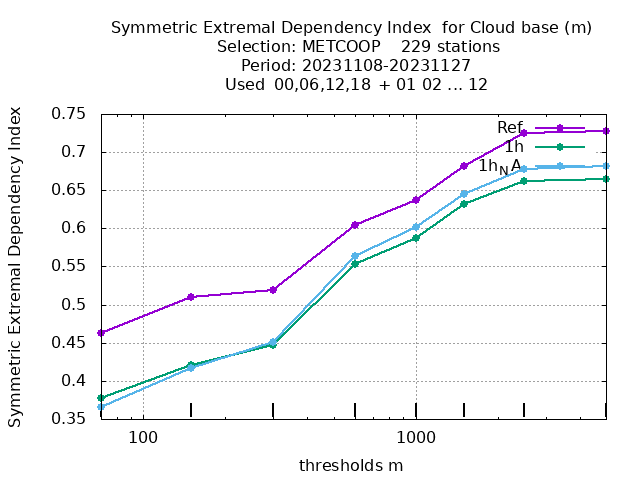 Symmetric Extremal Dependency Index  for Cloud base (m)
Selection: METCOOP    229 stations
Period: 20231108-20231127
Used  00,06,12,18 + 01 02 ... 12
Symmetric Extremal Dependency Index
0.75
0.7
0.65
0.6
0.55
0.5
0.45
0.4
0.35
Ref
1h
1h_NA
100
1000
thresholds m